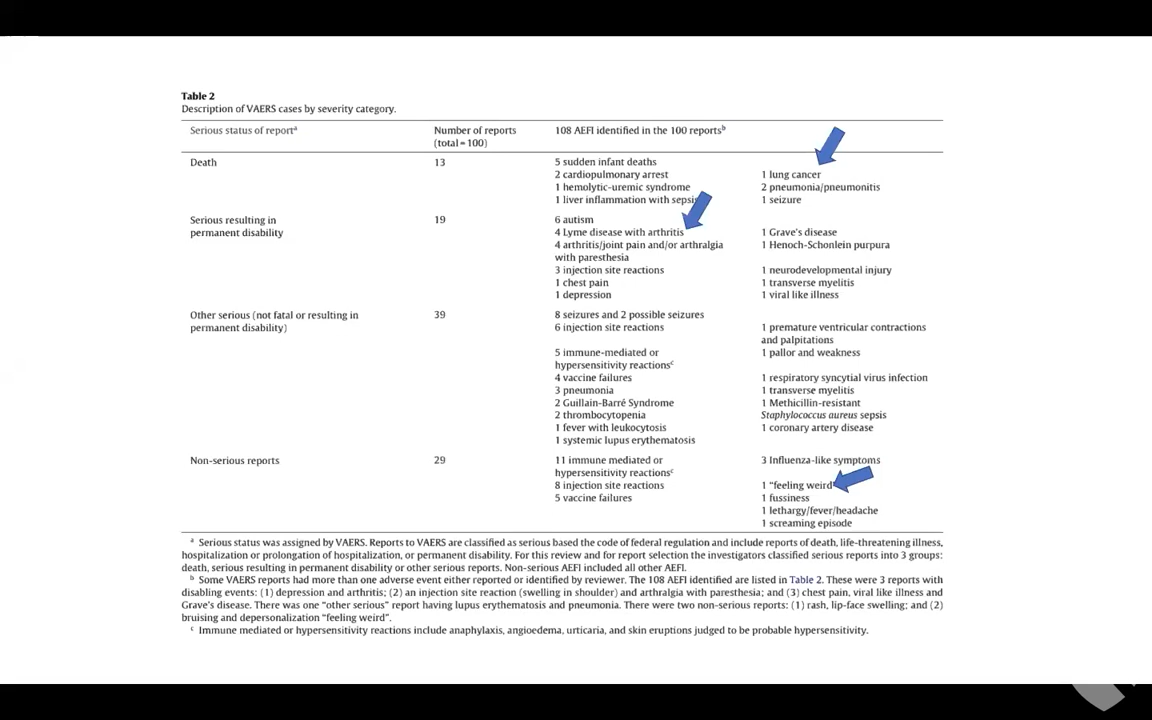 Table 2
Description of VAERS cases by severity category.
Serious status of reportᵃ Number of reports (total = 100) 108 AEFI identified in the 100 reportsᵇ
Death 13 5 sudden infant deaths
2 cardiopulmonary arrest 1 lung cancer
1 hemolytic-uremic syndrome 2 pneumonia/pneumonitis
1 liver inflammation with sepsis 1 seizure
Serious resulting in permanent disability 19 6 autism
4 Lyme disease with arthritis 1 Grave's disease
4 arthritis/joint pain and/or arthralgia 1 Henoch-Schonlein purpura
with paresthesia
3 injection site reactions 1 neurodevelopmental injury
1 chest pain 1 transverse myelitis
1 depression 1 viral like illness
Other serious (not fatal or resulting in permanent disability) 39 8 seizures and 2 possible seizures
6 injection site reactions 1 premature ventricular contractions
and palpitations
5 immune-mediated or 1 pallor and weakness
hypersensitivity reactionsᶜ
4 vaccine failures 1 respiratory syncytial virus infection
3 pneumonia 1 transverse myelitis
2 Guillain-Barré Syndrome 1 Methicillin-resistant
2 thrombocytopenia Staphylococcus aureus sepsis
1 fever with leukocytosis 1 coronary artery disease
1 systemic lupus erythematosis
Non-serious reports 29 11 immune mediated or 3 Influenza-like symptoms
hypersensitivity reactionsᶜ
8 injection site reactions 1 "feeling weird"
5 vaccine failures 1 fussiness
1 lethargy/fever/headache
1 screaming episode
ᵃ Serious status was assigned by VAERS. Reports to VAERS are classified as serious based the code of federal regulation and include reports of death, life-threatening illness,
hospitalization or prolongation of hospitalization, or permanent disability. For this review and for report selection the investigators classified serious reports into 3 groups:
death, serious resulting in permanent disability or other serious reports. Non-serious AEFI included all other AEFI.
ᵇ Some VAERS reports had more than one adverse event either reported or identified by reviewer. The 108 AEFI identified are listed in Table 2. These were 3 reports with
disabling events: (1) depression and arthritis; (2) an injection site reaction (swelling in shoulder) and arthralgia with paresthesia; and (3) chest pain, viral like illness and
Grave's disease. There was one "other serious" report having lupus erythematosis and pneumonia. There were two non-serious reports: (1) rash, lip-face swelling; and (2)
bruising and depersonalization "feeling weird".
ᶜ Immune mediated or hypersensitivity reactions include anaphylaxis, angioedema, urticaria, and skin eruptions judged to be probable hypersensitivity.